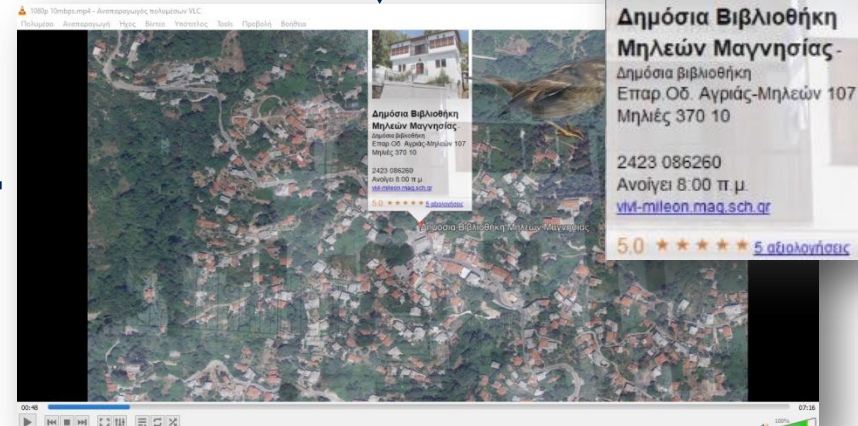 1080p 10mbps.mp4 - Αναπαραγωγός πολυμέσων VLC
Πολυμέσα Αναπαραγωγή Ήχος Βίντεο Υπότιτλος Tools Προβολή Βοήθεια
Δημόσια Βιβλιοθήκη
Μηλεών Μαγνησίας -
Δημόσια βιβλιοθήκη
Επαρ. Οδ. Αγριάς-Μηλεών 107
Μηλιές 370 10
2423 086260
Ανοίγει 8:00 π.μ.
vivl-mileon.mag.sch.gr
5,0 ★★★★★ 5 αξιολογήσεις
Δημόσια Βιβλιοθήκη Μηλεών Μαγνησίας
Δημόσια Βιβλιοθήκη
Μηλεών Μαγνησίας -
Δημόσια βιβλιοθήκη
Επαρ. Οδ. Αγριάς-Μηλεών 107
Μηλιές 370 10
2423 086260
Ανοίγει 8:00 π.μ.
vivl-mileon.mag.sch.gr
5,0 ★★★★★ 5 αξιολογήσεις
00:48
07:16
100%